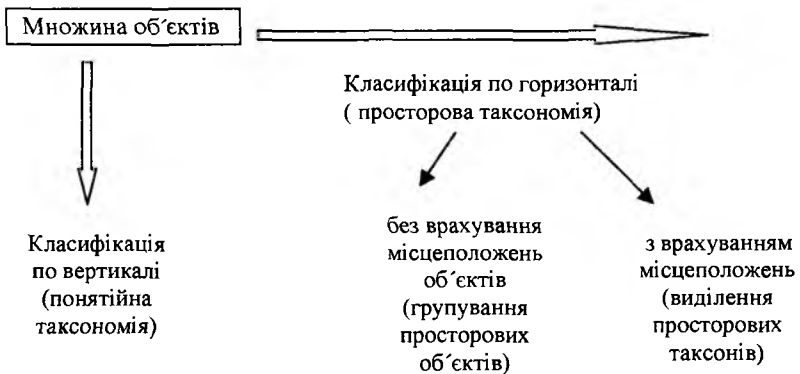 Множина об´єктів
Класифікація по горизонталі
( просторова таксономія)
Класифікація
по вертикалі
(понятійна
таксономія)
без врахування
місцеположень
об´єктів
(групування
просторових
об´єктів)
з врахуванням
місцеположень
(виділення
просторових
таксонів)